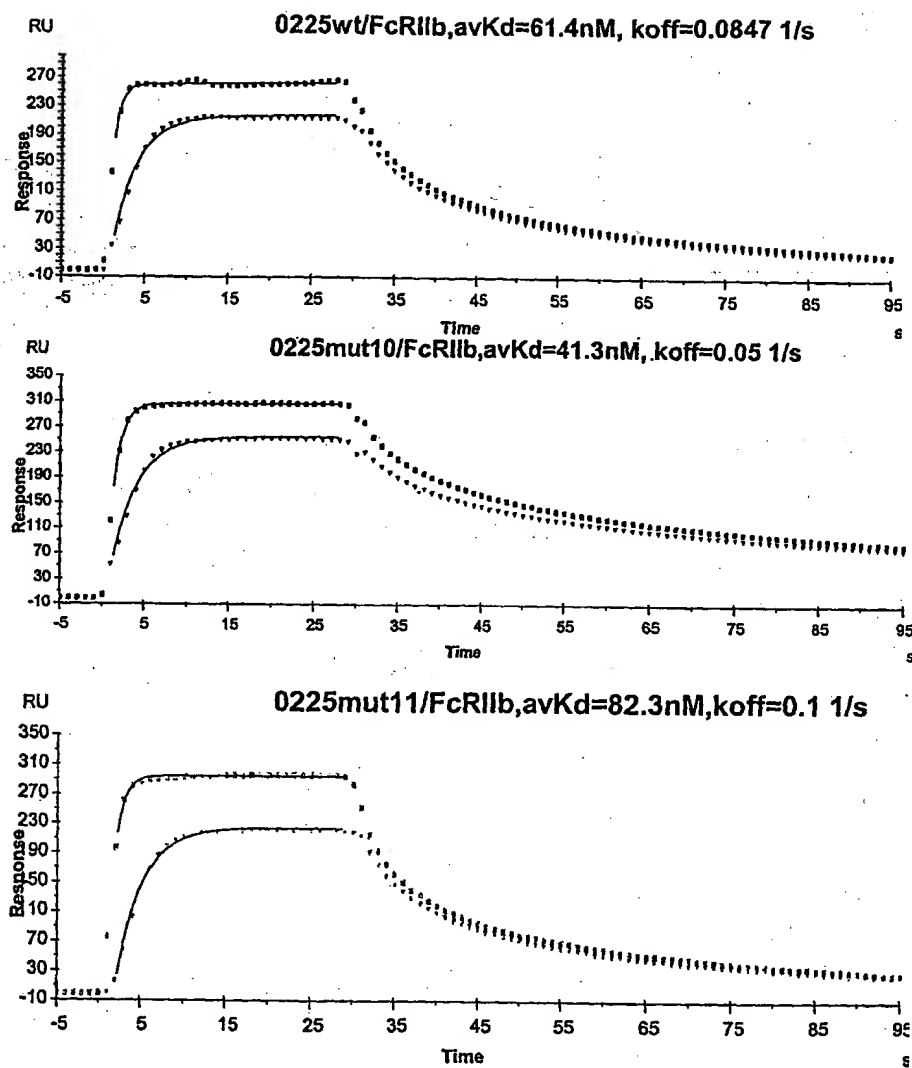 RU
0225wt/FcRIIb,avKd=61.4nM, koff=0.0847 1/s
270
230
190
150
110
70
30
-10
Response
-5 5 15 25 35 45 55 65 75 85 95
Time
s
RU
0225mut10/FcRIIb,avKd=41.3nM, koff=0.05 1/s
350
310
270
230
190
150
110
70
30
-10
Response
-5 5 15 25 35 45 55 65 75 85 95
Time
s
RU
0225mut11/FcRIIb,avKd=82.3nM,koff=0.1 1/s
350
310
270
230
190
150
110
70
30
-10
Response
-5 5 15 25 35 45 55 65 75 85 95
Time
s